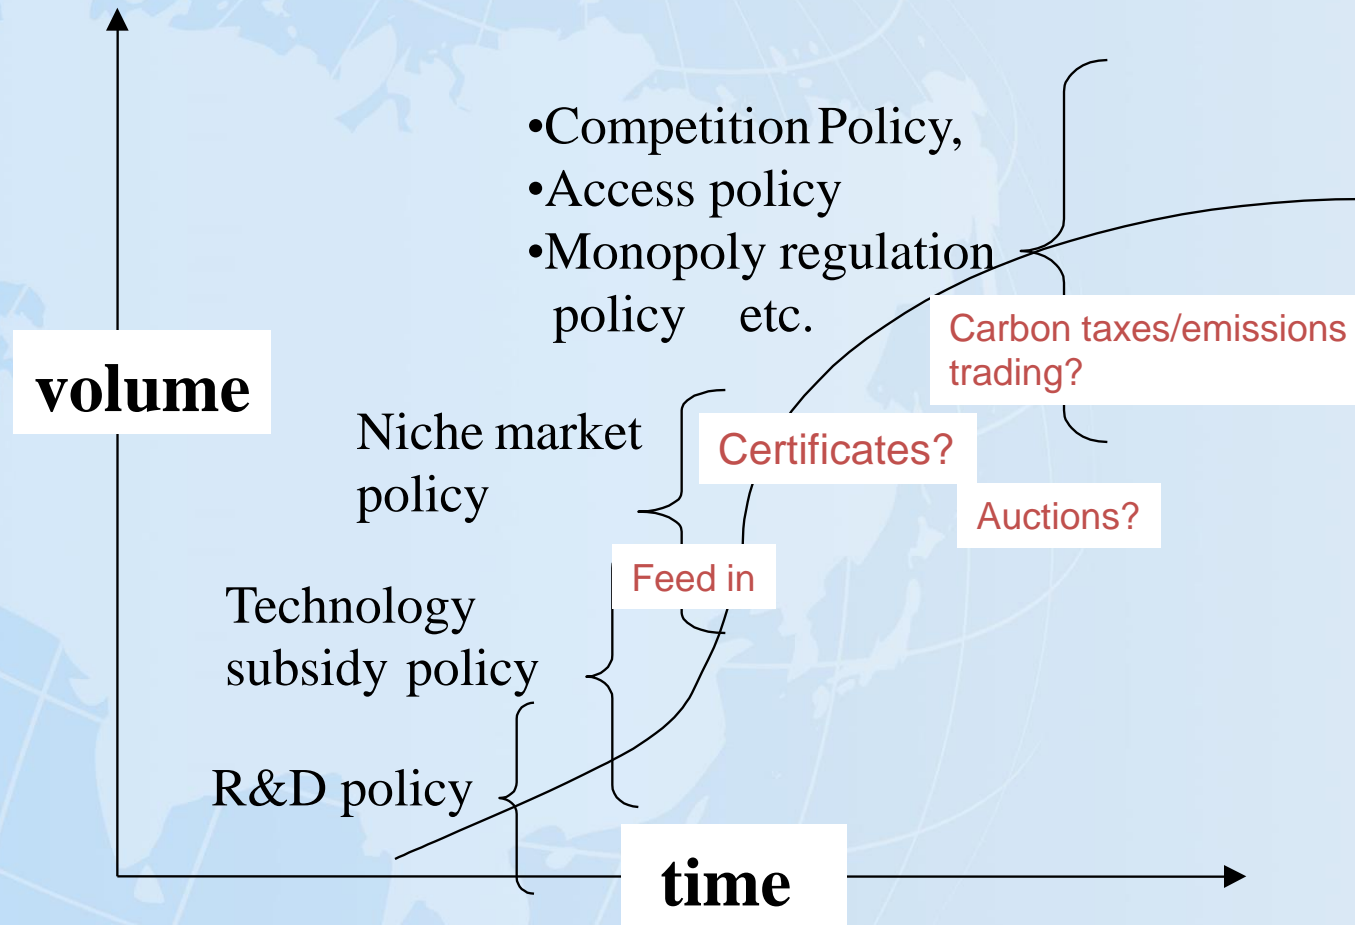 •Competition Policy,
•Access policy
•Monopoly regulation
policy etc.
Carbon taxes/emissions
trading?
volume
Niche market
policy
Certificates?
Auctions?
Feed in
Technology
subsidy policy
R&D policy
time